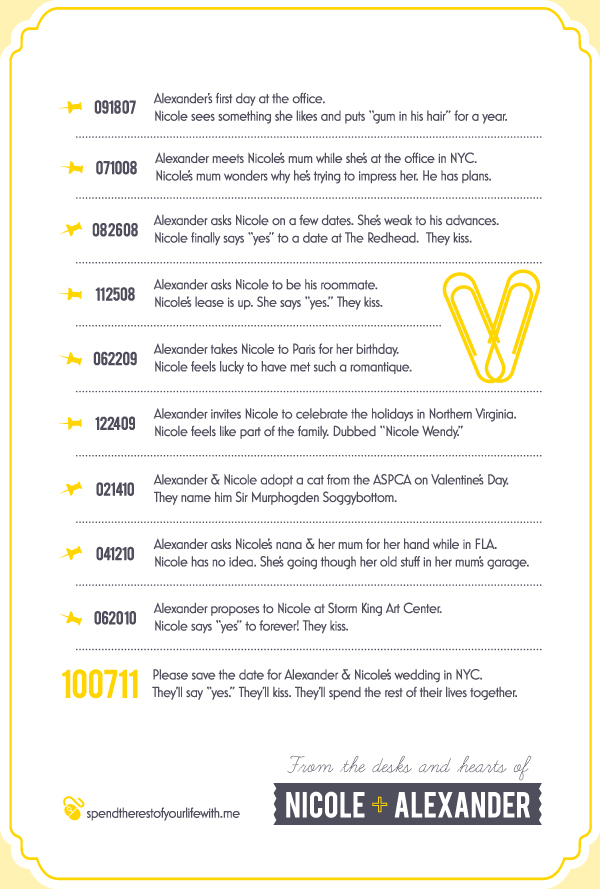 091807 Alexander's first day at the office.
Nicole sees something she likes and puts "gum in his hair" for a year.
071008 Alexander meets Nicole's mum while she's at the office in NYC.
Nicole's mum wonders why he's trying to impress her. He has plans.
082608 Alexander asks Nicole on a few dates. She's weak to his advances.
Nicole finally says "yes" to a date at The Redhead. They kiss.
112508 Alexander asks Nicole to be his roommate.
Nicole's lease is up. She says "yes." They kiss.
062209 Alexander takes Nicole to Paris for her birthday.
Nicole feels lucky to have met such a romantique.
122409 Alexander invites Nicole to celebrate the holidays in Northern Virginia.
Nicole feels like part of the family. Dubbed "Nicole Wendy."
021410 Alexander & Nicole adopt a cat from the ASPCA on Valentine's Day.
They name him Sir Murphogden Soggybottom.
041210 Alexander asks Nicole's nana & her mum for her hand while in FLA.
Nicole has no idea. She's going though her old stuff in her mum's garage.
062010 Alexander proposes to Nicole at Storm King Art Center.
Nicole says "yes" to forever! They kiss.
100711 Please save the date for Alexander & Nicole's wedding in NYC.
They'll say "yes." They'll kiss. They'll spend the rest of their lives together.
From the desks and hearts of
NICOLE + ALEXANDER
spendtherestofyourlifewith.me